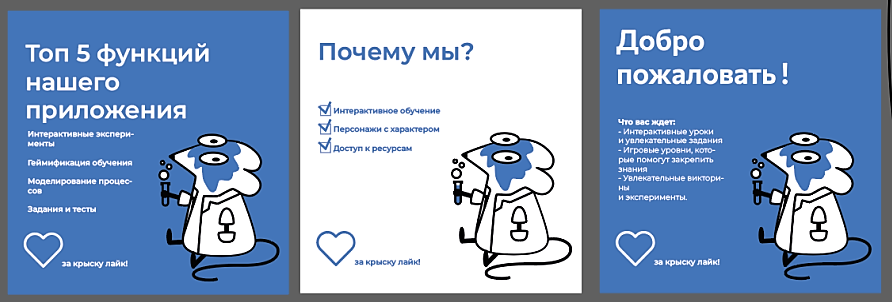 Топ 5 функций
нашего
приложения
Интерактивные экспери-
менты
Геймификация обучения
Моделирование процес-
сов
Задания и тесты
за крыску лайк!
Почему мы?
Интерактивное обучение
Персонажи с характером
Доступ к ресурсам
за крыску лайк!
Добро
пожаловать!
Что вас ждет:
- Интерактивные уроки
и увлекательные задания
- Игровые уровни, кото-
рые помогут закрепить
знания
- Увлекательные виктори-
ны
и эксперименты.
за крыску лайк!